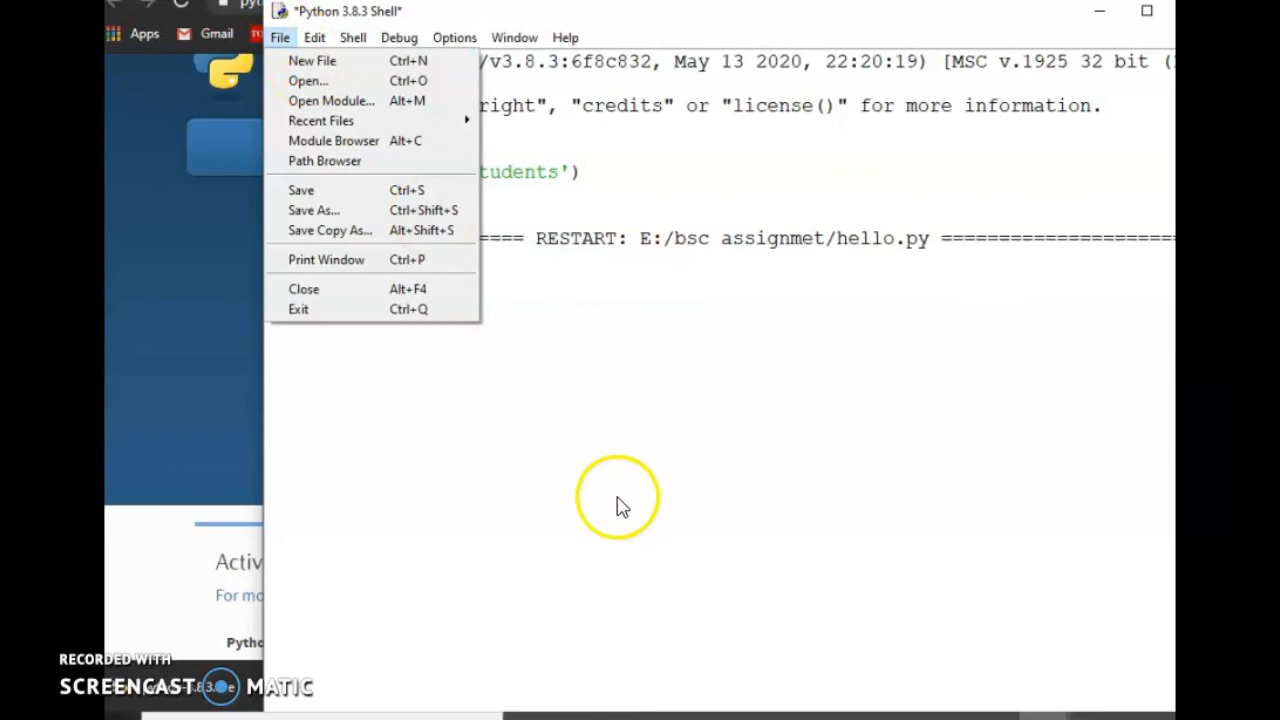 *Python 3.8.3 Shell*
Apps Gmail
File Edit Shell Debug Options Window Help
New File Ctrl+N
Open... Ctrl+O
Open Module... Alt+M
Recent Files
Module Browser Alt+C
Path Browser
Save Ctrl+S
Save As... Ctrl+Shift+S
Save Copy As... Alt+Shift+S
Print Window Ctrl+P
Close Alt+F4
Exit Ctrl+Q
/v3.8.3:6f8c832, May 13 2020, 22:20:19) [MSC v.1925 32 bit (
right", "credits" or "license()" for more information.
tudents')
==== RESTART: E:/bsc assignmet/hello.py ====================
Activ
For mo
Pytho
RECORDED WITH
SCREENCAST MATIC